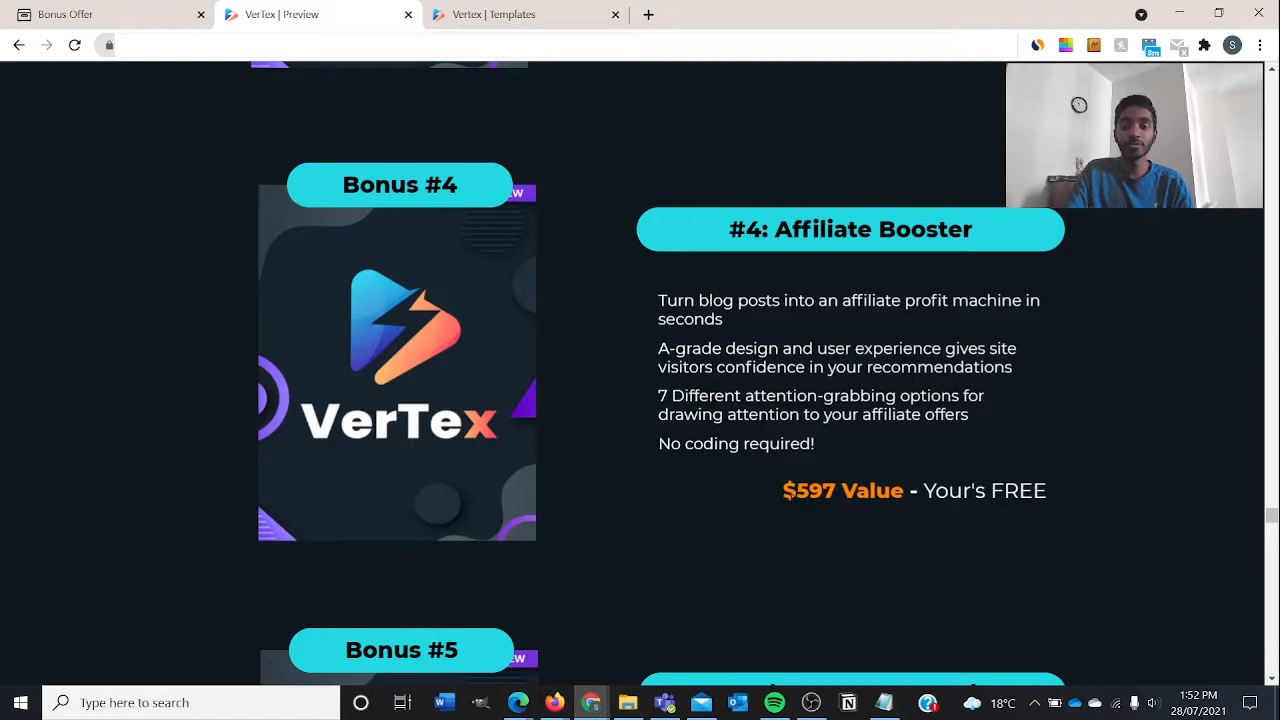 Bonus Offer
VerTex | Preview
Vertex | Templates
S
8m
x
Bonus #4
EW
VerTex
#4: Affiliate Booster
Turn blog posts into an affiliate profit machine in
seconds
A-grade design and user experience gives site
visitors confidence in your recommendations
7 Different attention-grabbing options for
drawing attention to your affiliate offers
No coding required!
$597 Value - Your's FREE
Bonus #5
EW
Type here to search
18°C
1:52 PM
28/07/2021